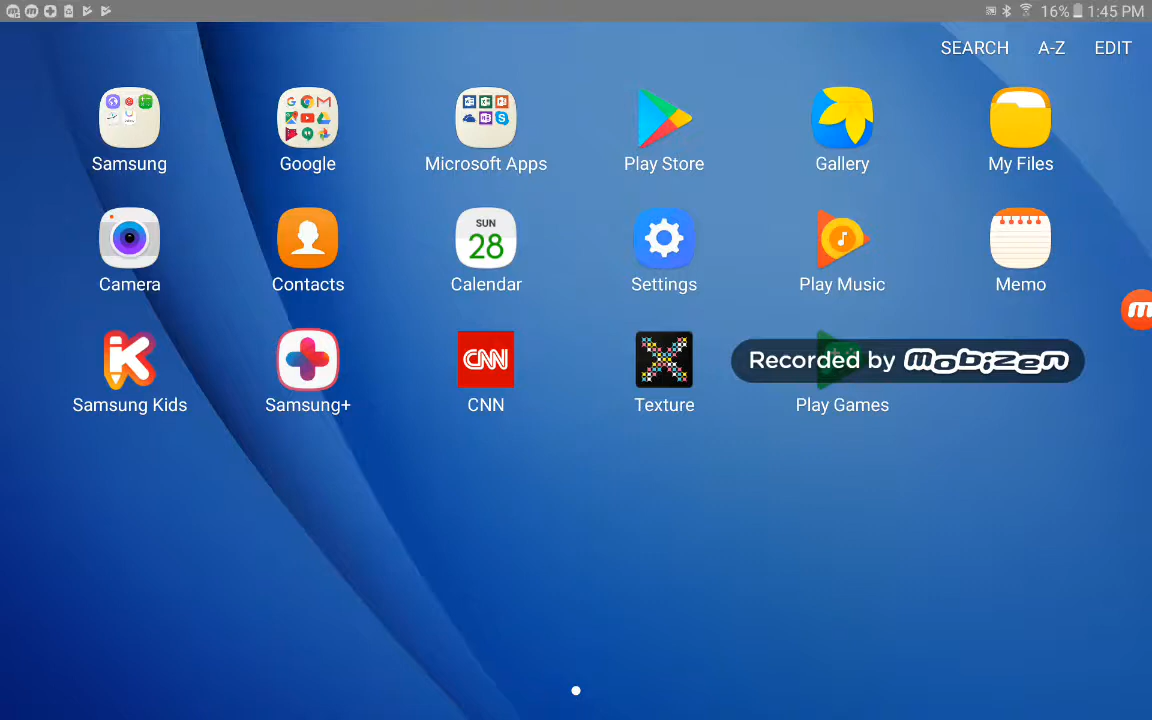 16% 1:45 PM
SEARCH A-Z EDIT
Samsung Google Microsoft Apps Play Store Gallery My Files
SUN
28
Camera Contacts Calendar Settings Play Music Memo
K
CNN
Recorded by mobizen
m
Samsung Kids Samsung+ CNN Texture Play Games